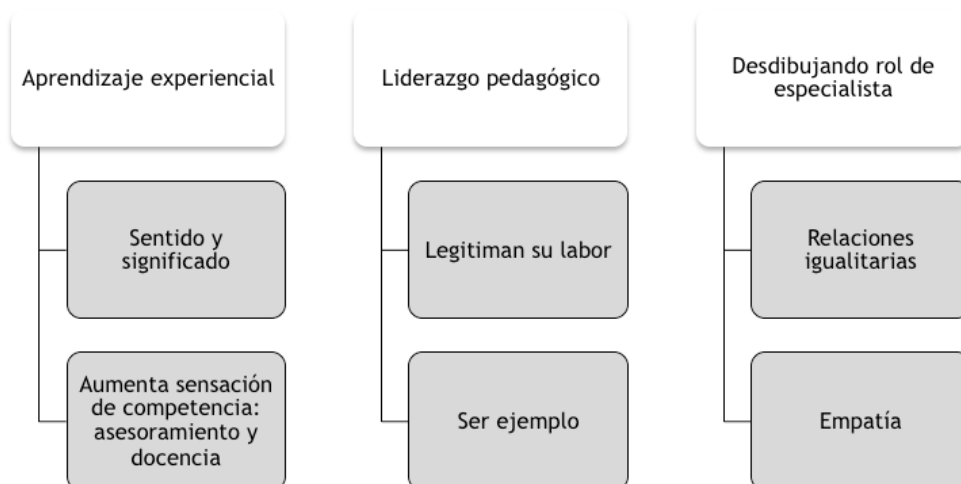 Aprendizaje experiencial
Sentido y
significado
Aumenta sensación
de competencia:
asesoramiento y
docencia
Liderazgo pedagógico
Legitiman su labor
Ser ejemplo
Desdibujando rol de
especialista
Relaciones
igualitarias
Empatía